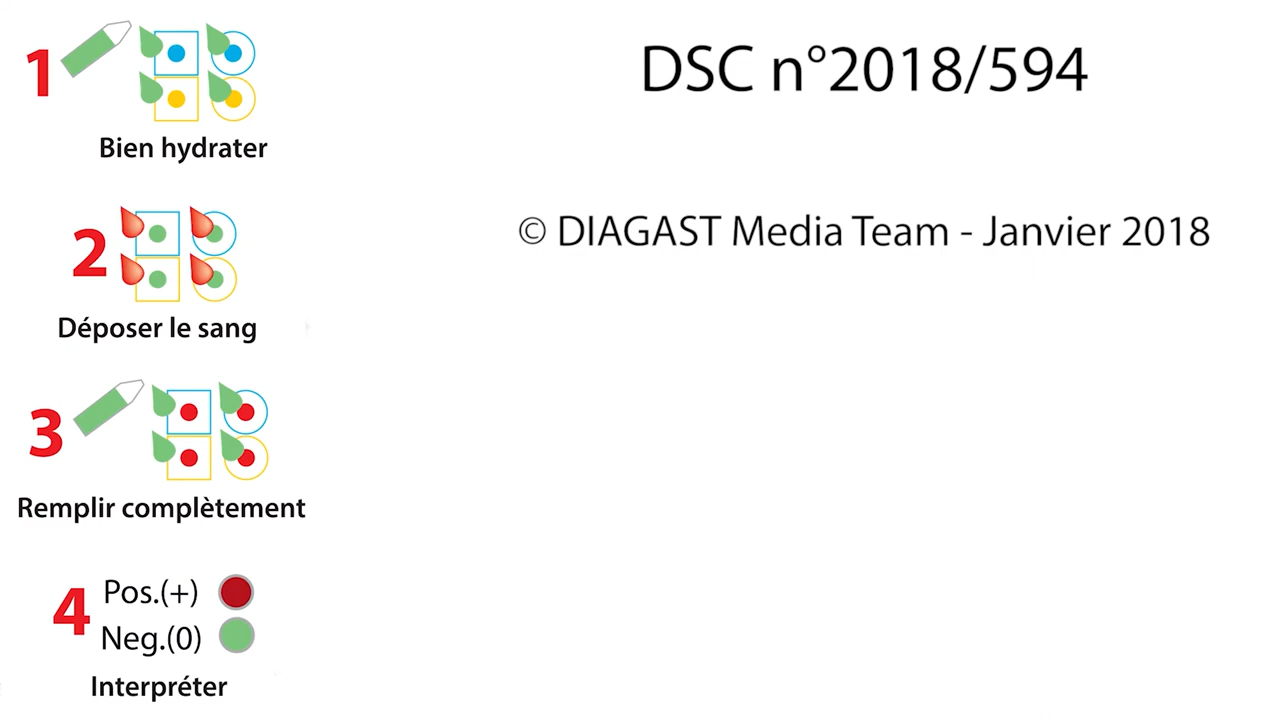 1
Bien hydrater
2
Déposer le sang
3
Remplir complètement
4
Pos.(+)
Neg.(0)
Interpréter
DSC n°2018/594
© DIAGAST Media Team - Janvier 2018